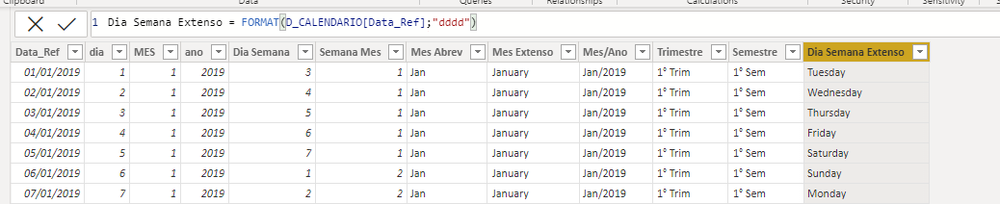 Clipboard Data Queries Relationships Calculations Security Sensitivity
1 Dia Semana Extenso = FORMAT(D_CALENDARIO[Data_Ref];"dddd")
Data_Ref dia MES ano Dia Semana Semana Mes Mes Abrev Mes Extenso Mes/Ano Trimestre Semestre Dia Semana Extenso
01/01/2019 1 1 2019 3 1 Jan January Jan/2019 1° Trim 1° Sem Tuesday
02/01/2019 2 1 2019 4 1 Jan January Jan/2019 1° Trim 1° Sem Wednesday
03/01/2019 3 1 2019 5 1 Jan January Jan/2019 1° Trim 1° Sem Thursday
04/01/2019 4 1 2019 6 1 Jan January Jan/2019 1° Trim 1° Sem Friday
05/01/2019 5 1 2019 7 1 Jan January Jan/2019 1° Trim 1° Sem Saturday
06/01/2019 6 1 2019 1 2 Jan January Jan/2019 1° Trim 1° Sem Sunday
07/01/2019 7 1 2019 2 2 Jan January Jan/2019 1° Trim 1° Sem Monday